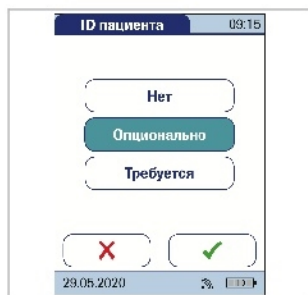 ID пациента 09:15
Нет
Опционально
Требуется
29.05.2020